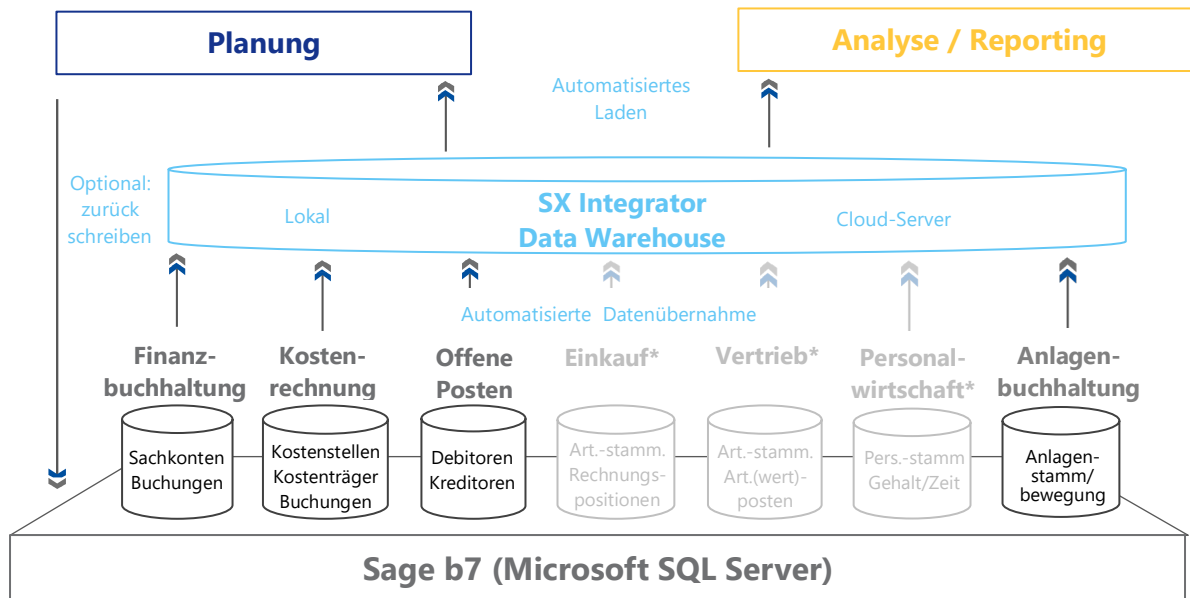 Planung
Analyse / Reporting
Automatisiertes
Laden
Optional:
zurück
schreiben
SX Integrator
Data Warehouse
Lokal
Cloud-Server
Automatisierte Datenübernahme
Finanz-
buchhaltung
Kosten-
rechnung
Offene
Posten
Einkauf*
Vertrieb*
Personal-
wirtschaft*
Anlagen-
buchhaltung
Sachkonten
Buchungen
Kostenstellen
Kostenträger
Buchungen
Debitoren
Kreditoren
Art.-stamm.
Rechnungs-
positionen
Art.-stamm.
Art.(wert)-
posten
Pers.-stamm
Gehalt/Zeit
Anlagen-
stamm/
bewegung
Sage b7 (Microsoft SQL Server)